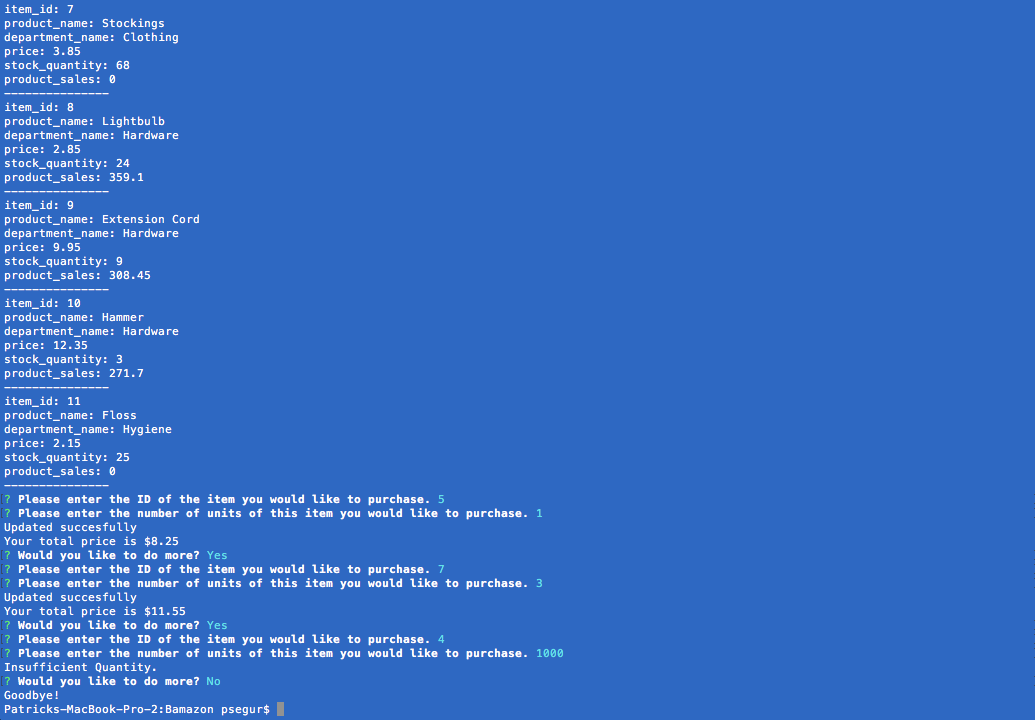 item_id: 7
product_name: Stockings
department_name: Clothing
price: 3.85
stock_quantity: 68
product_sales: 0
---------------
item_id: 8
product_name: Lightbulb
department_name: Hardware
price: 2.85
stock_quantity: 24
product_sales: 359.1
---------------
item_id: 9
product_name: Extension Cord
department_name: Hardware
price: 9.95
stock_quantity: 9
product_sales: 308.45
---------------
item_id: 10
product_name: Hammer
department_name: Hardware
price: 12.35
stock_quantity: 3
product_sales: 271.7
---------------
item_id: 11
product_name: Floss
department_name: Hygiene
price: 2.15
stock_quantity: 25
product_sales: 0
---------------
? Please enter the ID of the item you would like to purchase. 5
? Please enter the number of units of this item you would like to purchase. 1
Updated succesfully
Your total price is $8.25
? Would you like to do more? Yes
? Please enter the ID of the item you would like to purchase. 7
? Please enter the number of units of this item you would like to purchase. 3
Updated succesfully
Your total price is $11.55
? Would you like to do more? Yes
? Please enter the ID of the item you would like to purchase. 4
? Please enter the number of units of this item you would like to purchase. 1000
Insufficient Quantity.
? Would you like to do more? No
Goodbye!
Patricks-MacBook-Pro-2:Bamazon psegur$